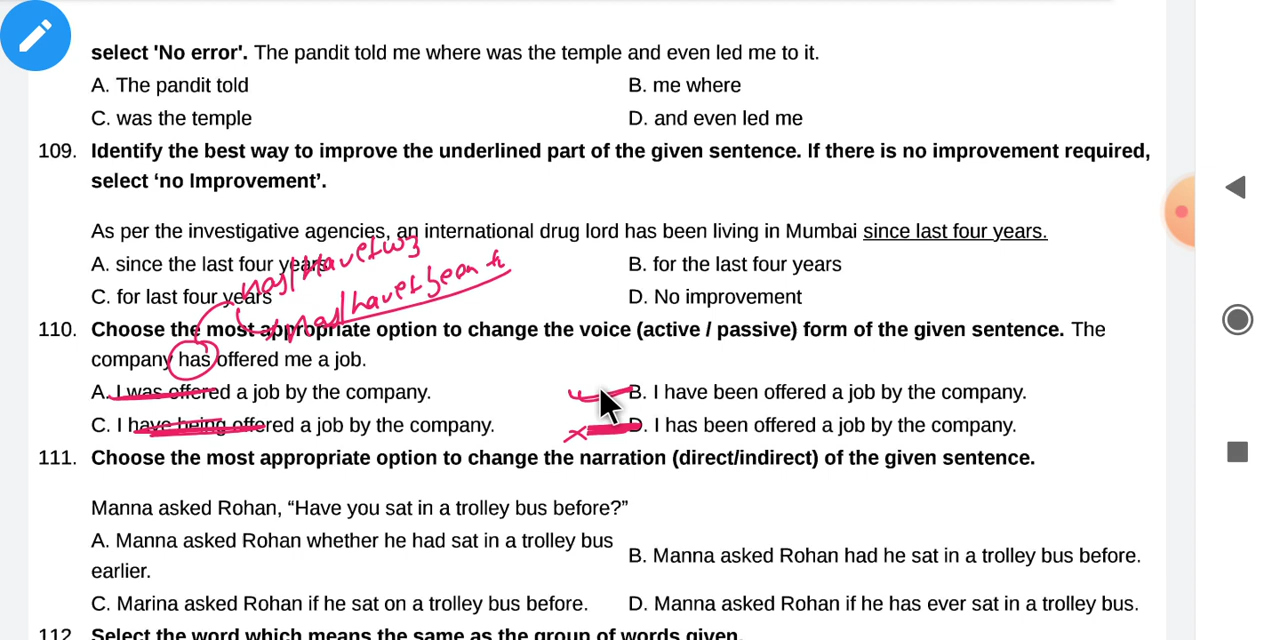 select 'No error'. The pandit told me where was the temple and even led me to it.
A. The pandit told
B. me where
C. was the temple
D. and even led me
109. Identify the best way to improve the underlined part of the given sentence. If there is no improvement required,
select ‘no Improvement’.
As per the investigative agencies, an international drug lord has been living in Mumbai since last four years.
A. since the last four years
B. for the last four years
C. for last four years
D. No improvement
has/have+v3
has/have+been+
110. Choose the most appropriate option to change the voice (active / passive) form of the given sentence. The
company has offered me a job.
A. I was offered a job by the company.
B. I have been offered a job by the company.
C. I have being offered a job by the company.
D. I has been offered a job by the company.
111. Choose the most appropriate option to change the narration (direct/indirect) of the given sentence.
Manna asked Rohan, “Have you sat in a trolley bus before?”
A. Manna asked Rohan whether he had sat in a trolley bus
earlier.
B. Manna asked Rohan had he sat in a trolley bus before.
C. Marina asked Rohan if he sat on a trolley bus before.
D. Manna asked Rohan if he has ever sat in a trolley bus.
112. Select the word which means the same as the group of words given.